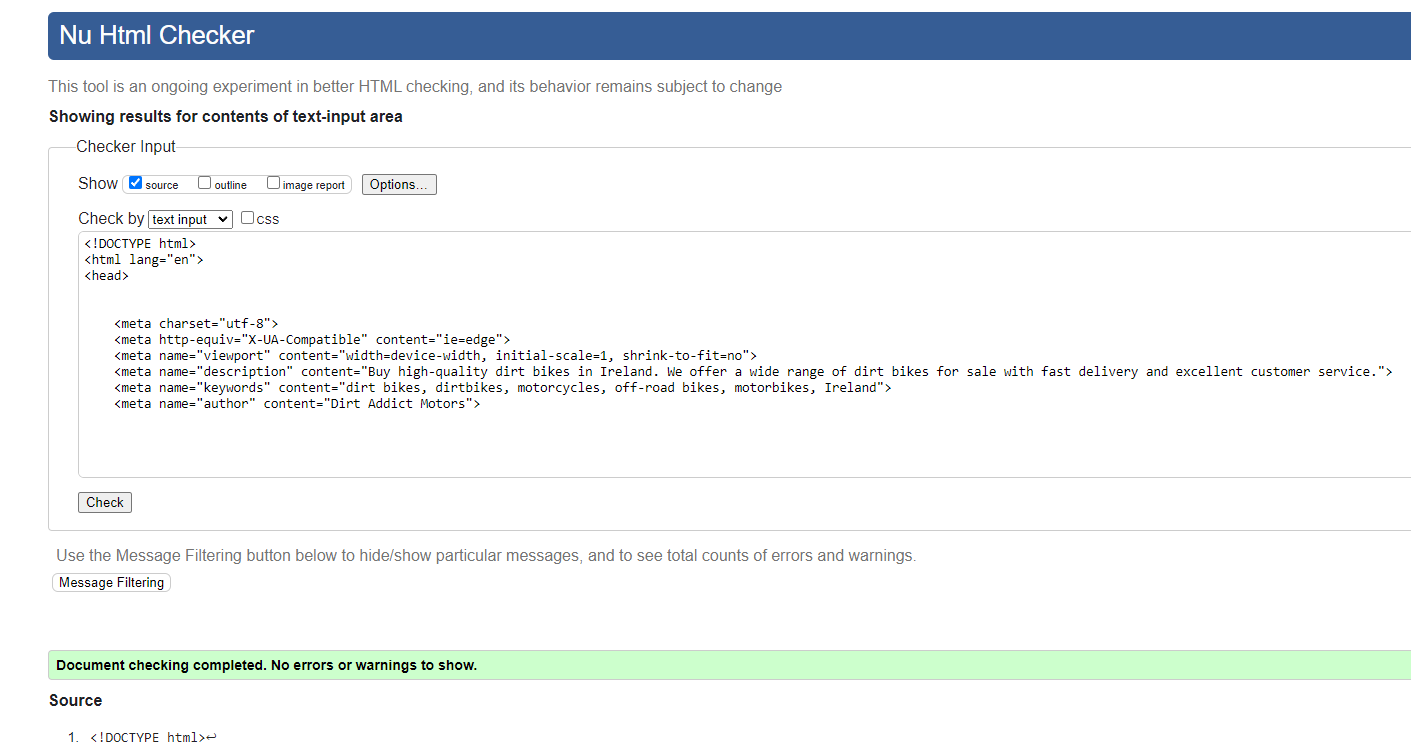 Nu Html Checker
This tool is an ongoing experiment in better HTML checking, and its behavior remains subject to change
Showing results for contents of text-input area
Checker Input
Show source outline image report Options...
Check by text input css
<!DOCTYPE html>
<html lang="en">
<head>
<meta charset="utf-8">
<meta http-equiv="X-UA-Compatible" content="ie=edge">
<meta name="viewport" content="width=device-width, initial-scale=1, shrink-to-fit=no">
<meta name="description" content="Buy high-quality dirt bikes in Ireland. We offer a wide range of dirt bikes for sale with fast delivery and excellent customer service.">
<meta name="keywords" content="dirt bikes, dirtbikes, motorcycles, off-road bikes, motorbikes, Ireland">
<meta name="author" content="Dirt Addict Motors">
Check
Use the Message Filtering button below to hide/show particular messages, and to see total counts of errors and warnings.
Message Filtering
Document checking completed. No errors or warnings to show.
Source
1. <!DOCTYPE html>↩